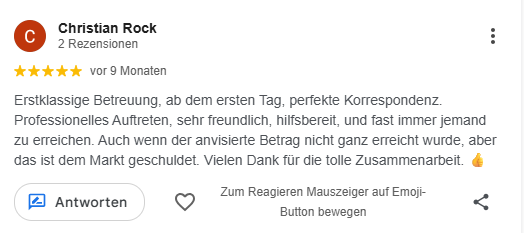 C
Christian Rock
2 Rezensionen
vor 9 Monaten
Erstklassige Betreuung, ab dem ersten Tag, perfekte Korrespondenz.
Professionelles Auftreten, sehr freundlich, hilfsbereit, und fast immer jemand
zu erreichen. Auch wenn der anvisierte Betrag nicht ganz erreicht wurde, aber
das ist dem Markt geschuldet. Vielen Dank für die tolle Zusammenarbeit. 👍
Antworten
Zum Reagieren Mauszeiger auf Emoji-
Button bewegen